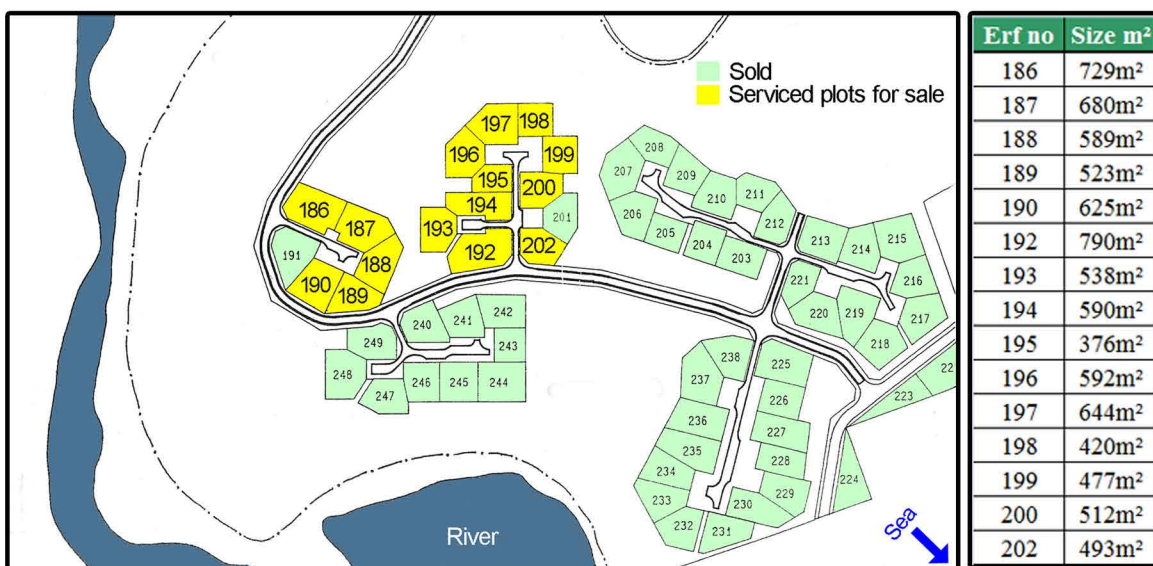 Sold
Serviced plots for sale
197 198
196 199
195 200
194 201
193
192 202
186 187
191 188
190 189
208
207 209
210 211
206 212
205 204 203
213 214 215
216
221
220 219 217
218
240 241 242
249 243
248
247 246 245 244
238 225
237
226
236
227
235
228
234
233 229
230
232 231
223 22
224
River
Sea
Erf no Size m²
186 729m²
187 680m²
188 589m²
189 523m²
190 625m²
192 790m²
193 538m²
194 590m²
195 376m²
196 592m²
197 644m²
198 420m²
199 477m²
200 512m²
202 493m²